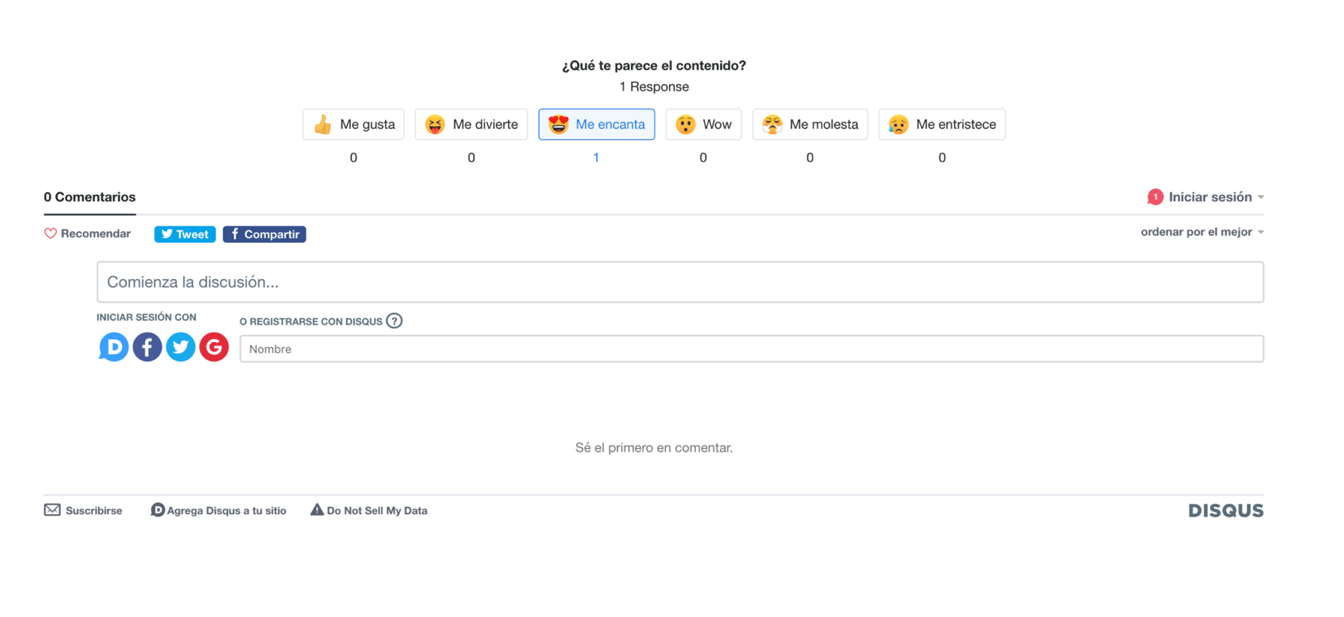 ¿Qué te parece el contenido?
1 Response
Me gusta Me divierte Me encanta Wow Me molesta Me entristece
0 0 1 0 0 0
0 Comentarios 1 Iniciar sesión
Recomendar Tweet f Compartir ordenar por el mejor
Comienza la discusión...
INICIAR SESIÓN CON O REGISTRARSE CON DISQUS ?
D f G Nombre
Sé el primero en comentar.
Suscribirse D Agrega Disqus a tu sitio Do Not Sell My Data DISQUS